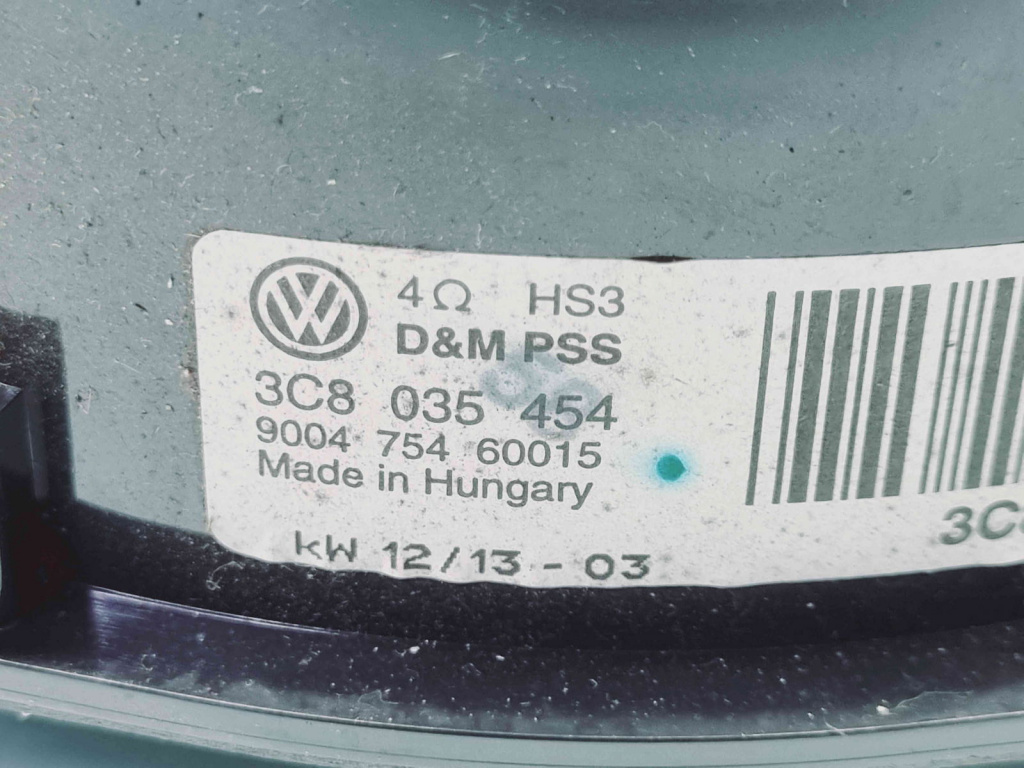 4Ω HS3
D&M PSS
3C8 035 454
9004 754 60015
Made in Hungary
kW 12/13 - 03
3C